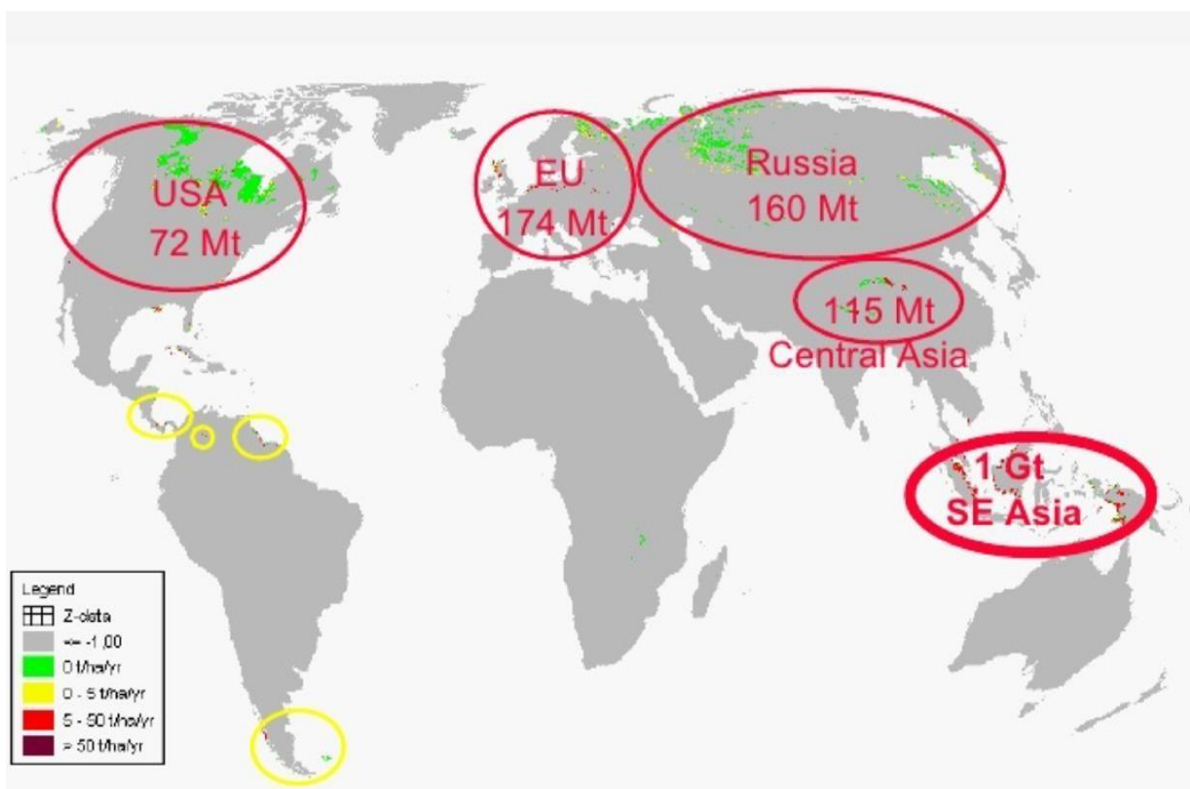 USA
72 Mt
EU
174 Mt
Russia
160 Mt
115 Mt
Central Asia
1 Gt
SE Asia
Legend
Z-data
<= -1,00
0 t/ha/yr
0 - 5 t/ha/yr
5 - 50 t/ha/yr
> 50 t/ha/yr